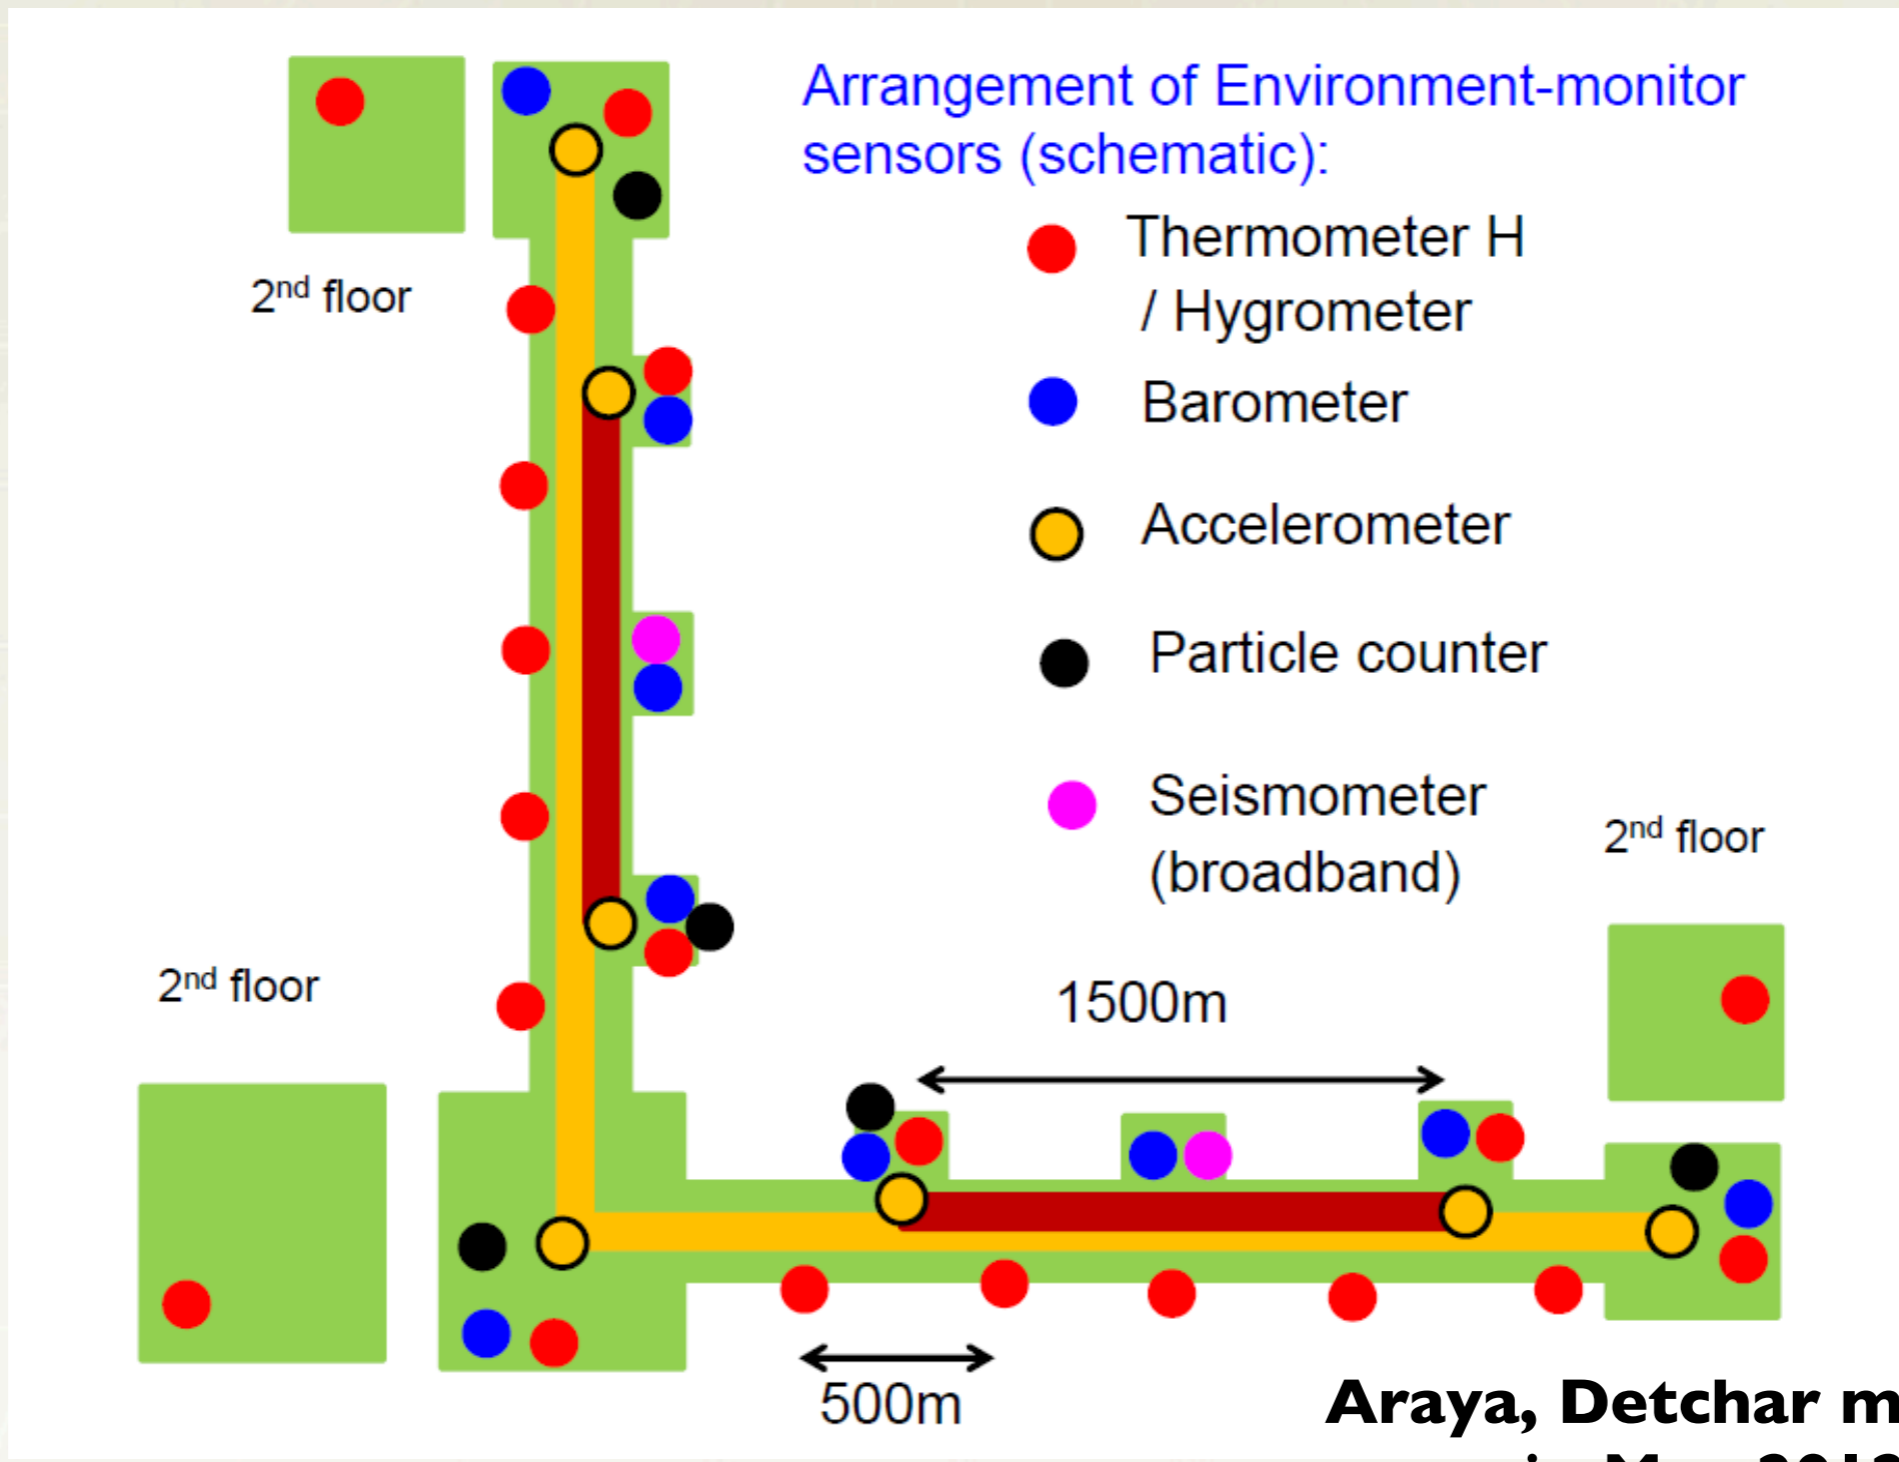 Arrangement of Environment-monitor
sensors (schematic):
Thermometer H
/ Hygrometer
2nd floor
Barometer
Accelerometer
Particle counter
Seismometer
(broadband)
2nd floor
2nd floor
1500m
500m
Araya, Detchar m